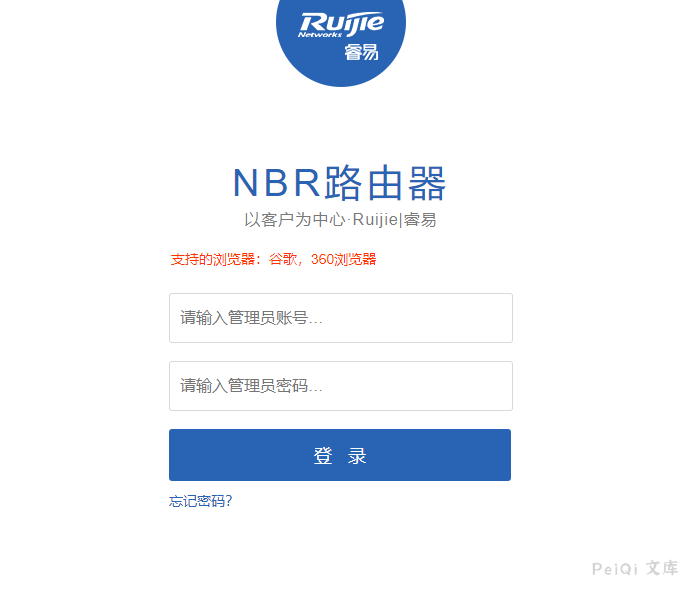 Ruijie
Networks
睿易
NBR路由器
以客户为中心·Ruijie|睿易
支持的浏览器：谷歌，360浏览器
请输入管理员账号...
请输入管理员密码...
登 录
忘记密码？
PeiQi 文库